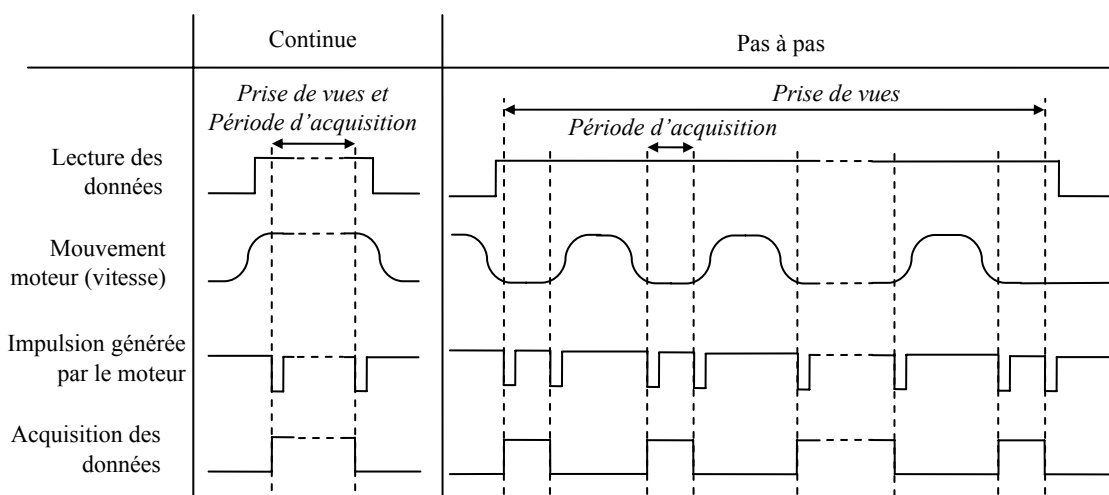 Continue
Pas à pas
Prise de vues et
Période d'acquisition
Prise de vues
Période d'acquisition
Lecture des
données
Mouvement
moteur (vitesse)
Impulsion générée
par le moteur
Acquisition des
données